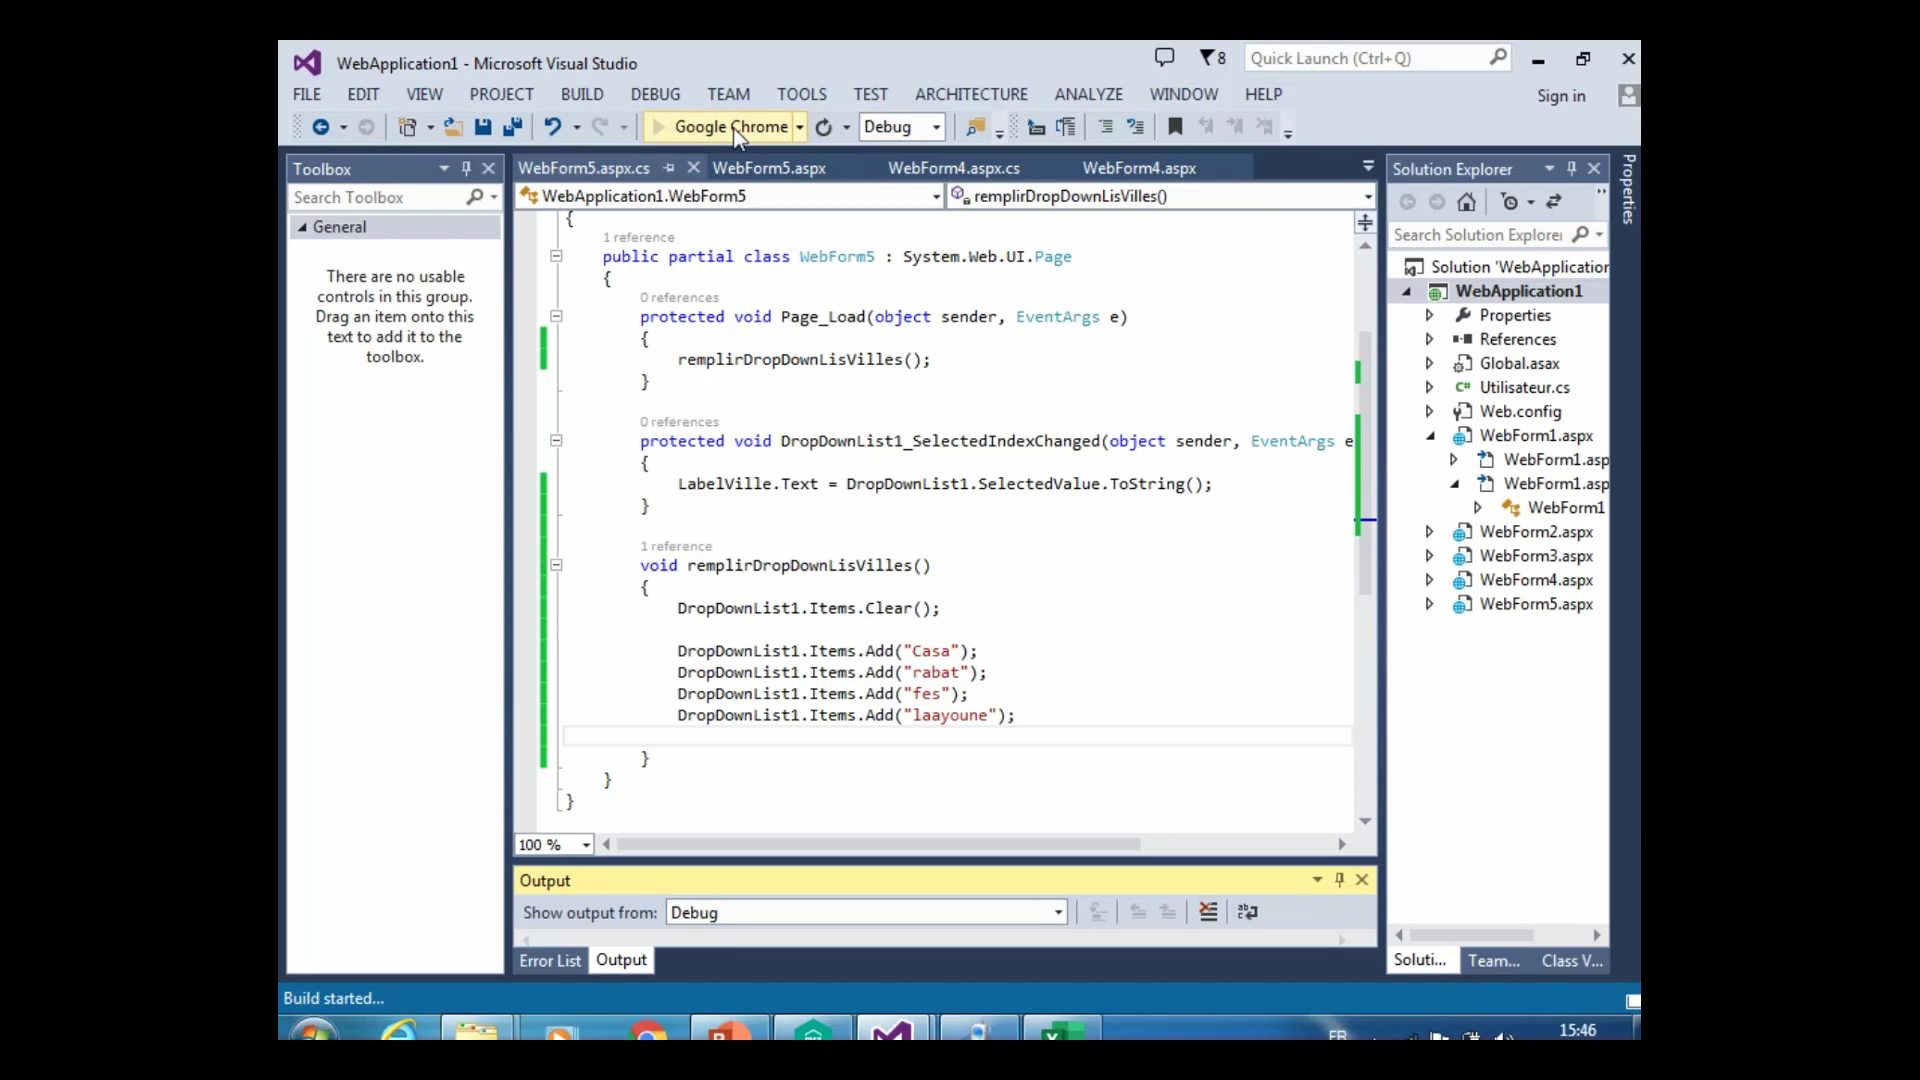 WebApplication1 - Microsoft Visual Studio
8
Quick Launch (Ctrl+Q)
FILE EDIT VIEW PROJECT BUILD DEBUG TEAM TOOLS TEST ARCHITECTURE ANALYZE WINDOW HELP
Sign in
Google Chrome
Debug
Toolbox
Search Toolbox
General
There are no usable
controls in this group.
Drag an item onto this
text to add it to the
toolbox.
WebForm5.aspx.cs WebForm5.aspx WebForm4.aspx.cs WebForm4.aspx
WebApplication1.WebForm5
remplirDropDownLisVilles()
{
1 reference
public partial class WebForm5 : System.Web.UI.Page
{
0 references
protected void Page_Load(object sender, EventArgs e)
{
remplirDropDownLisVilles();
}
0 references
protected void DropDownList1_SelectedIndexChanged(object sender, EventArgs e
{
LabelVille.Text = DropDownList1.SelectedValue.ToString();
}
1 reference
void remplirDropDownLisVilles()
{
DropDownList1.Items.Clear();
DropDownList1.Items.Add("Casa");
DropDownList1.Items.Add("rabat");
DropDownList1.Items.Add("fes");
DropDownList1.Items.Add("laayoune");
}
}
}
100 %
Output
Show output from: Debug
Error List Output
Solution Explorer
Search Solution Explorer
Solution 'WebApplication
WebApplication1
Properties
References
Global.asax
C# Utilisateur.cs
Web.config
WebForm1.aspx
WebForm1.asp
WebForm1.asp
WebForm1
WebForm2.aspx
WebForm3.aspx
WebForm4.aspx
WebForm5.aspx
Soluti... Team... Class V...
Properties
Build started...
FR
15:46